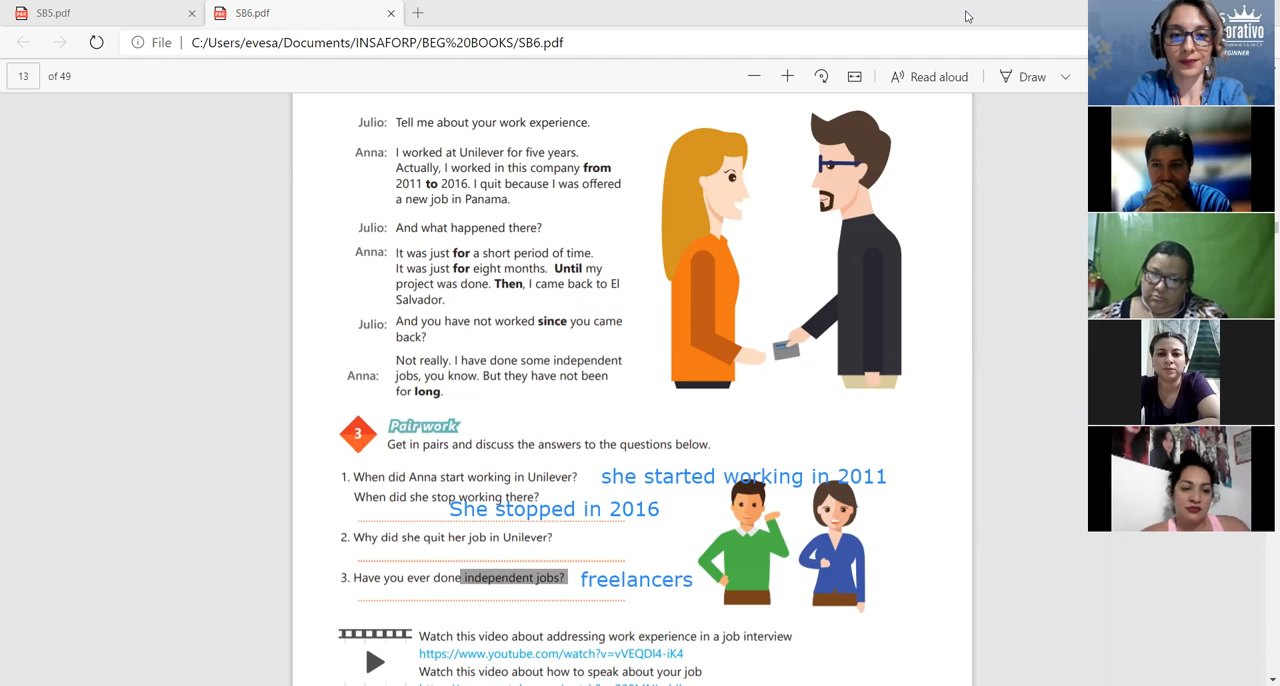 SB5.pdf
SB6.pdf
File | C:/Users/evesa/Documents/INSAFORP/BEG%20BOOKS/SB6.pdf
13 of 49
Read aloud
Draw
orativo
GINNER
Julio: Tell me about your work experience.
Anna: I worked at Unilever for five years.
Actually, I worked in this company from
2011 to 2016. I quit because I was offered
a new job in Panama.
Julio: And what happened there?
Anna: It was just for a short period of time.
It was just for eight months. Until my
project was done. Then, I came back to El
Salvador.
Julio: And you have not worked since you came
back?
Not really. I have done some independent
Anna: jobs, you know. But they have not been
for long.
3 Pair work
Get in pairs and discuss the answers to the questions below.
1. When did Anna start working in Unilever? she started working in 2011
When did she stop working there?
She stopped in 2016
2. Why did she quit her job in Unilever?
3. Have you ever done independent jobs? freelancers
Watch this video about addressing work experience in a job interview
https://www.youtube.com/watch?v=vVEQDl4-iK4
Watch this video about how to speak about your job